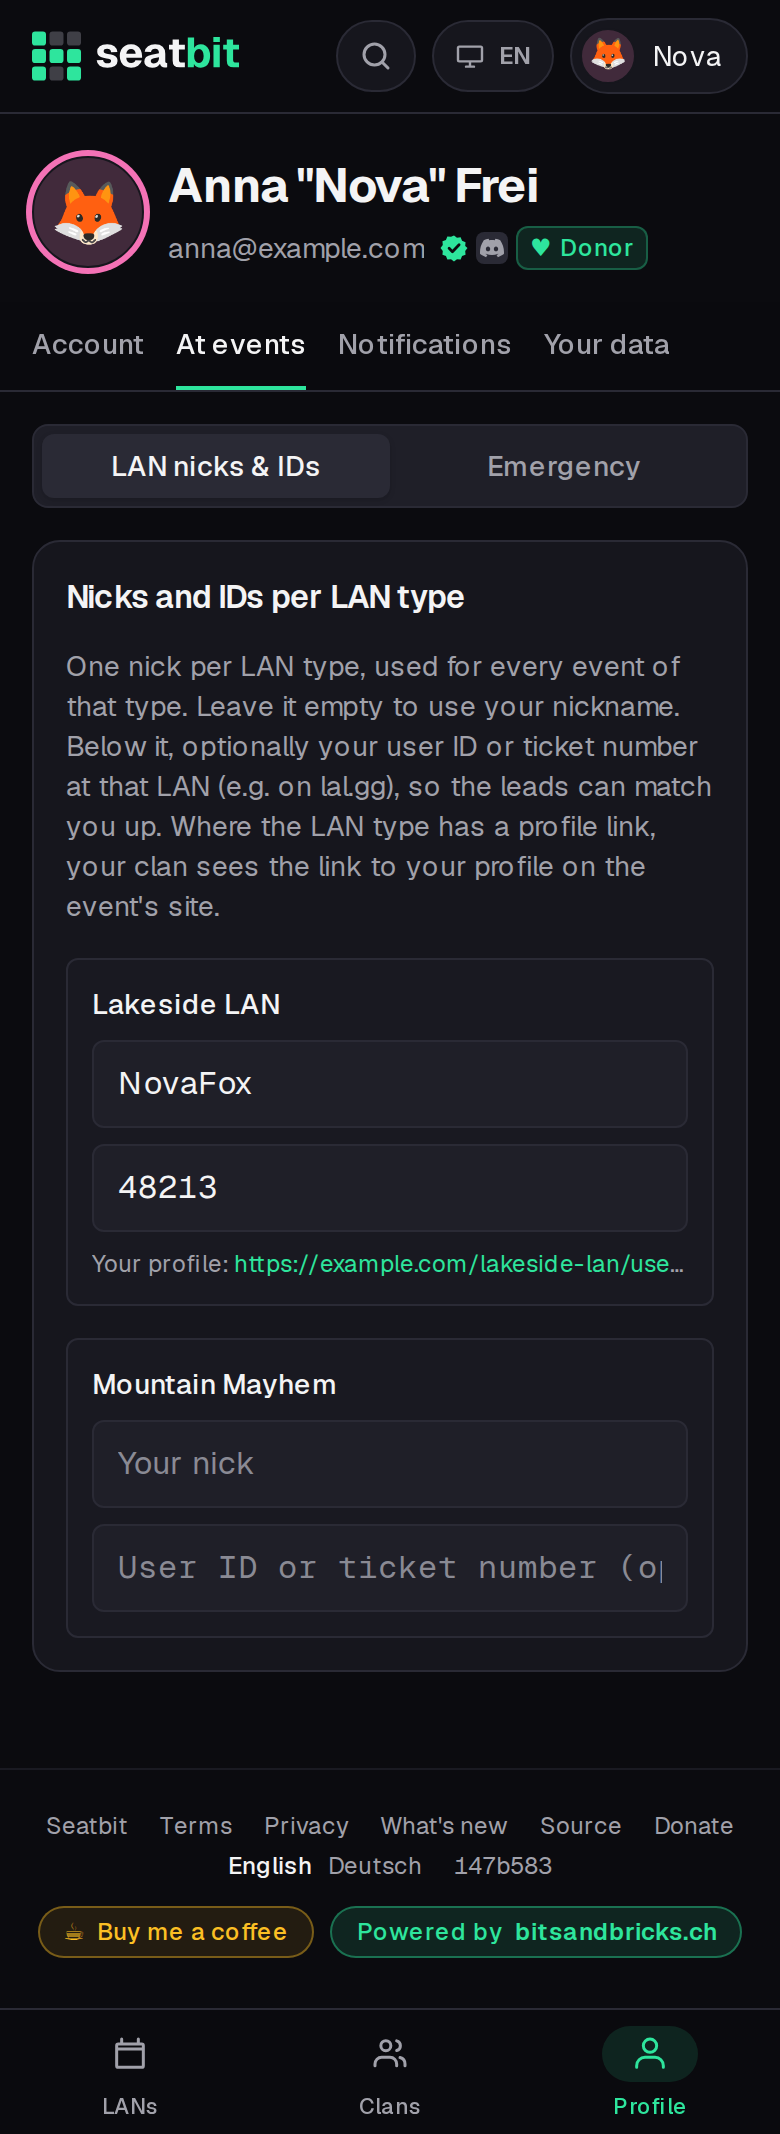 seatbit
EN
Nova
Anna "Nova" Frei
anna@example.com
Donor
Account At events Notifications Your data
LAN nicks & IDs Emergency
Nicks and IDs per LAN type
One nick per LAN type, used for every event of
that type. Leave it empty to use your nickname.
Below it, optionally your user ID or ticket number
at that LAN (e.g. on lal.gg), so the leads can match
you up. Where the LAN type has a profile link,
your clan sees the link to your profile on the
event's site.
Lakeside LAN
NovaFox
48213
Your profile: https://example.com/lakeside-lan/use…
Mountain Mayhem
Your nick
User ID or ticket number (op
Seatbit Terms Privacy What's new Source Donate
English Deutsch 147b583
Buy me a coffee Powered by bitsandbricks.ch
LANs Clans Profile